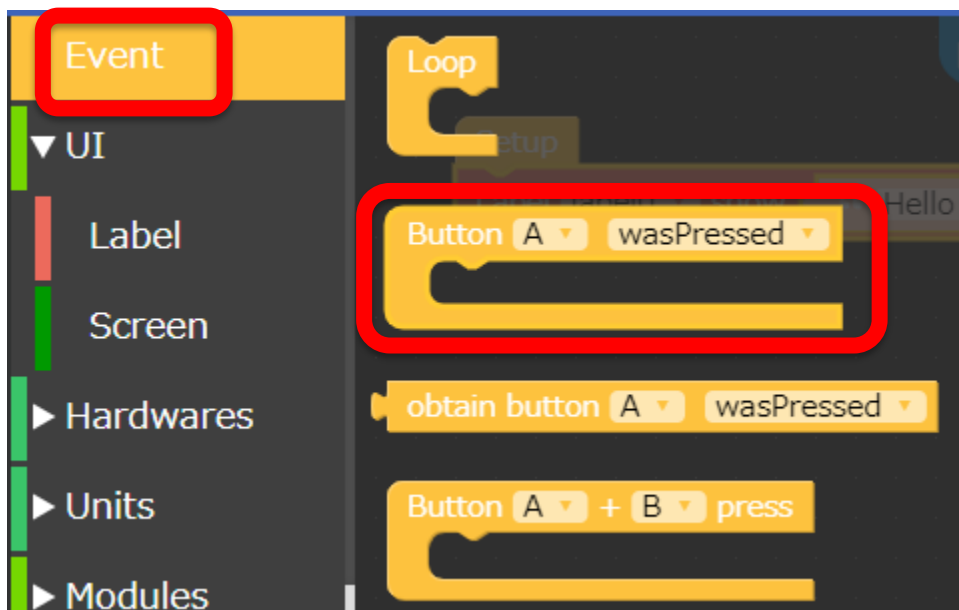 Event
UI
Label
Screen
Hardwares
Units
Modules
Loop
Setup
Hello
Button A wasPressed
obtain button A wasPressed
Button A + B press